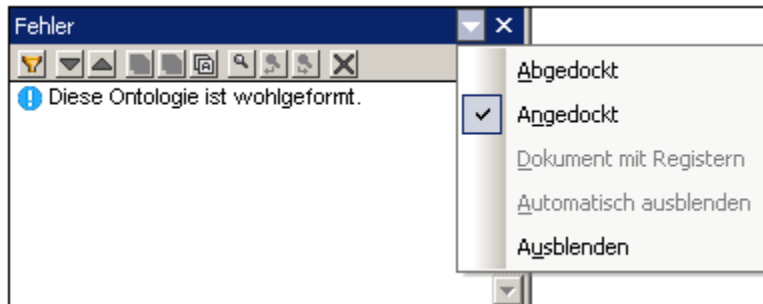 Fehler
Diese Ontologie ist wohlgeformt.
Abgedockt
Angedockt
Dokument mit Registern
Automatisch ausblenden
Ausblenden